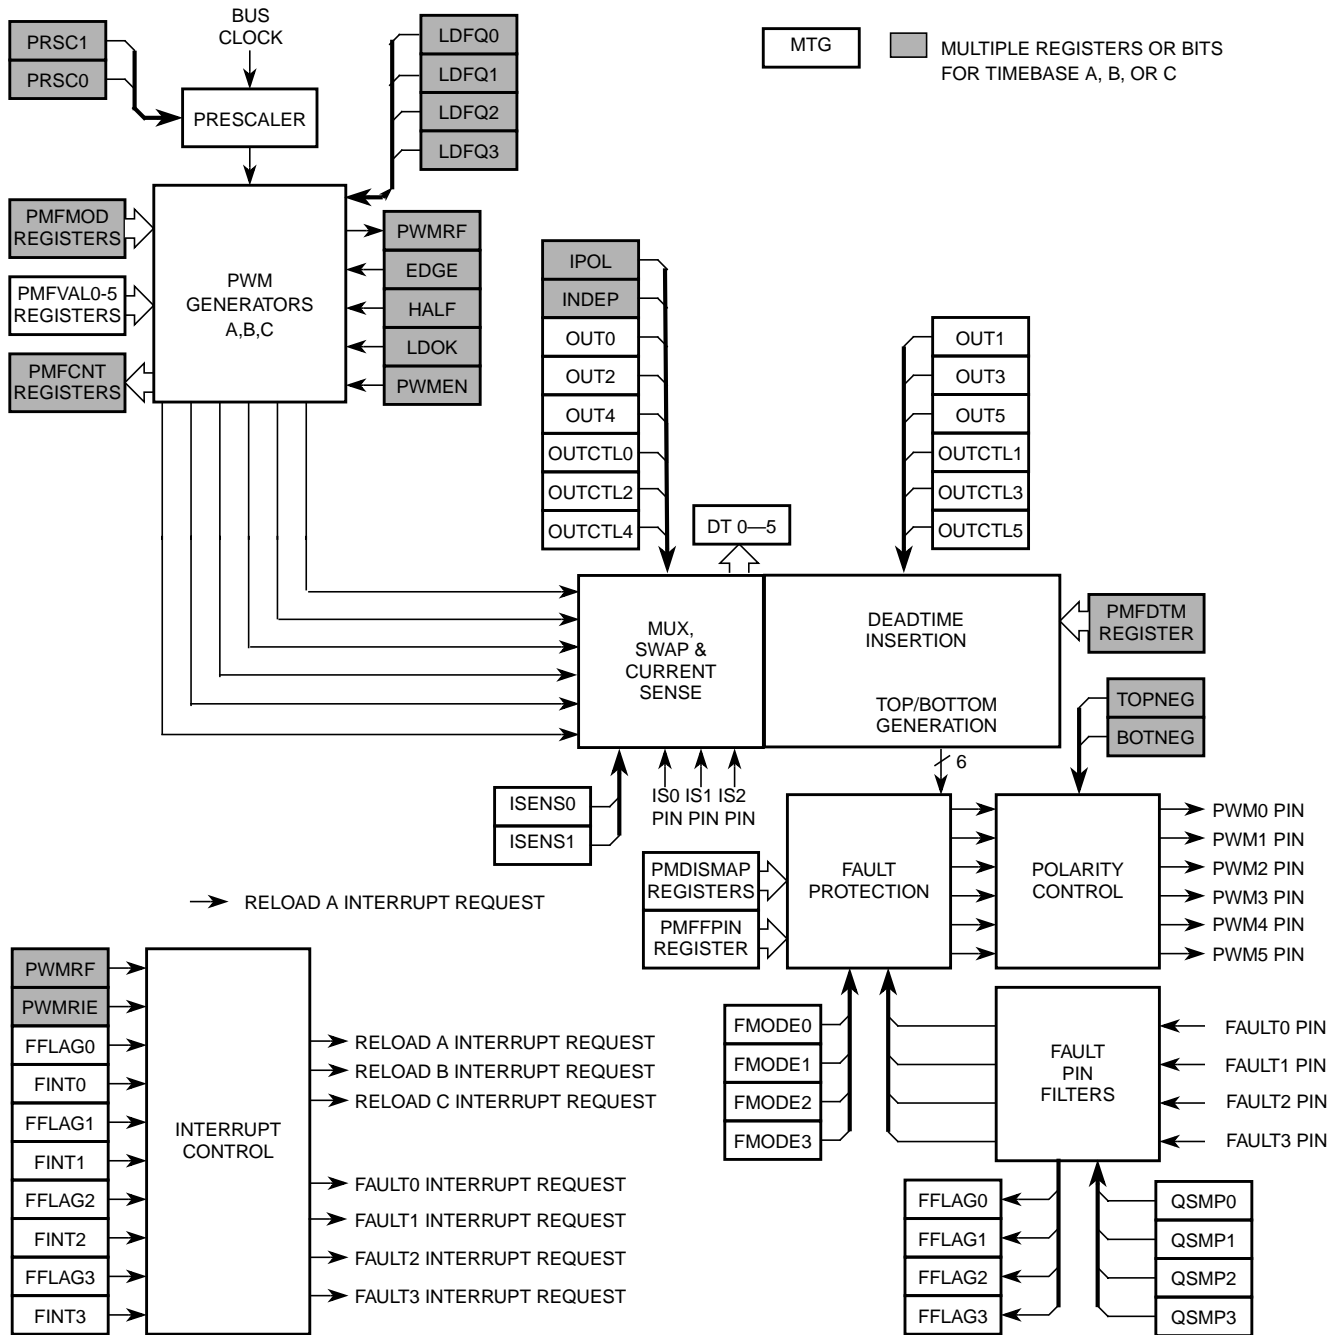 PRSC1
PRSC0
BUS
CLOCK
PRESCALER
LDFQ0
LDFQ1
LDFQ2
LDFQ3
MTG
MULTIPLE REGISTERS OR BITS
FOR TIMEBASE A, B, OR C
PMFMOD
REGISTERS
PMFVAL0-5
REGISTERS
PMFCNT
REGISTERS
PWM
GENERATORS
A,B,C
PWMRF
EDGE
HALF
LDOK
PWMEN
IPOL
INDEP
OUT0
OUT2
OUT4
OUTCTL0
OUTCTL2
OUTCTL4
DT 0—5
OUT1
OUT3
OUT5
OUTCTL1
OUTCTL3
OUTCTL5
MUX,
SWAP &
CURRENT
SENSE
DEADTIME
INSERTION
TOP/BOTTOM
GENERATION
PMFDTM
REGISTER
TOPNEG
BOTNEG
6
ISENS0
ISENS1
IS0 IS1 IS2
PIN PIN PIN
PMDISMAP
REGISTERS
PMFFPIN
REGISTER
FAULT
PROTECTION
POLARITY
CONTROL
PWM0 PIN
PWM1 PIN
PWM2 PIN
PWM3 PIN
PWM4 PIN
PWM5 PIN
RELOAD A INTERRUPT REQUEST
PWMRF
PWMRIE
FFLAG0
FINT0
FFLAG1
FINT1
FFLAG2
FINT2
FFLAG3
FINT3
INTERRUPT
CONTROL
RELOAD A INTERRUPT REQUEST
RELOAD B INTERRUPT REQUEST
RELOAD C INTERRUPT REQUEST
FAULT0 INTERRUPT REQUEST
FAULT1 INTERRUPT REQUEST
FAULT2 INTERRUPT REQUEST
FAULT3 INTERRUPT REQUEST
FMODE0
FMODE1
FMODE2
FMODE3
FAULT
PIN
FILTERS
FAULT0 PIN
FAULT1 PIN
FAULT2 PIN
FAULT3 PIN
FFLAG0
FFLAG1
FFLAG2
FFLAG3
QSMP0
QSMP1
QSMP2
QSMP3